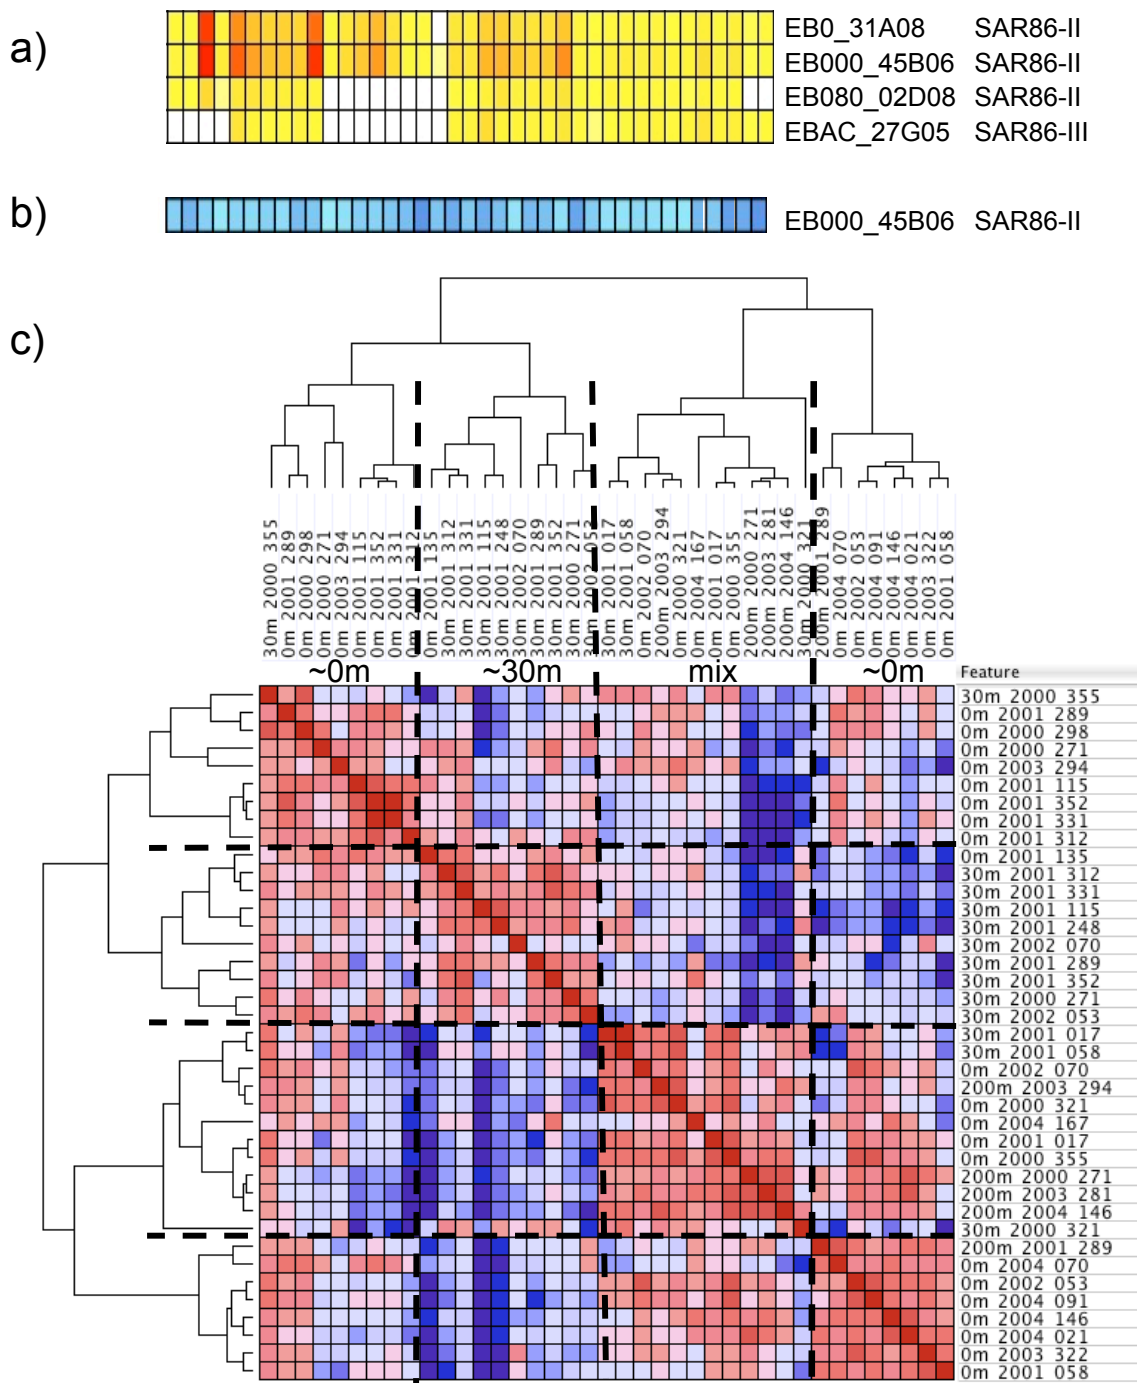 a)
EB0_31A08 SAR86-II
EB000_45B06 SAR86-II
EB080_02D08 SAR86-II
EBAC_27G05 SAR86-III
b)
EB000_45B06 SAR86-II
c)
30m 2000 355
0m 2001 289
0m 2000 298
0m 2000 271
0m 2003 294
0m 2001 115
0m 2001 352
0m 2001 331
0m 2001 312
0m 2001 135
30m 2001 312
30m 2001 331
30m 2001 115
30m 2001 248
30m 2002 070
30m 2001 289
30m 2001 352
30m 2000 271
30m 2002 053
30m 2001 017
30m 2001 058
0m 2002 070
200m 2003 294
0m 2000 321
0m 2004 167
0m 2001 017
0m 2000 355
200m 2000 271
200m 2003 281
200m 2004 146
30m 2000 321
200m 2001 289
0m 2004 070
0m 2002 053
0m 2004 091
0m 2004 146
0m 2004 021
0m 2003 322
0m 2001 058
~0m ~30m mix ~0m
Feature
30m 2000 355
0m 2001 289
0m 2000 298
0m 2000 271
0m 2003 294
0m 2001 115
0m 2001 352
0m 2001 331
0m 2001 312
0m 2001 135
30m 2001 312
30m 2001 331
30m 2001 115
30m 2001 248
30m 2002 070
30m 2001 289
30m 2001 352
30m 2000 271
30m 2002 053
30m 2001 017
30m 2001 058
0m 2002 070
200m 2003 294
0m 2000 321
0m 2004 167
0m 2001 017
0m 2000 355
200m 2000 271
200m 2003 281
200m 2004 146
30m 2000 321
200m 2001 289
0m 2004 070
0m 2002 053
0m 2004 091
0m 2004 146
0m 2004 021
0m 2003 322
0m 2001 058